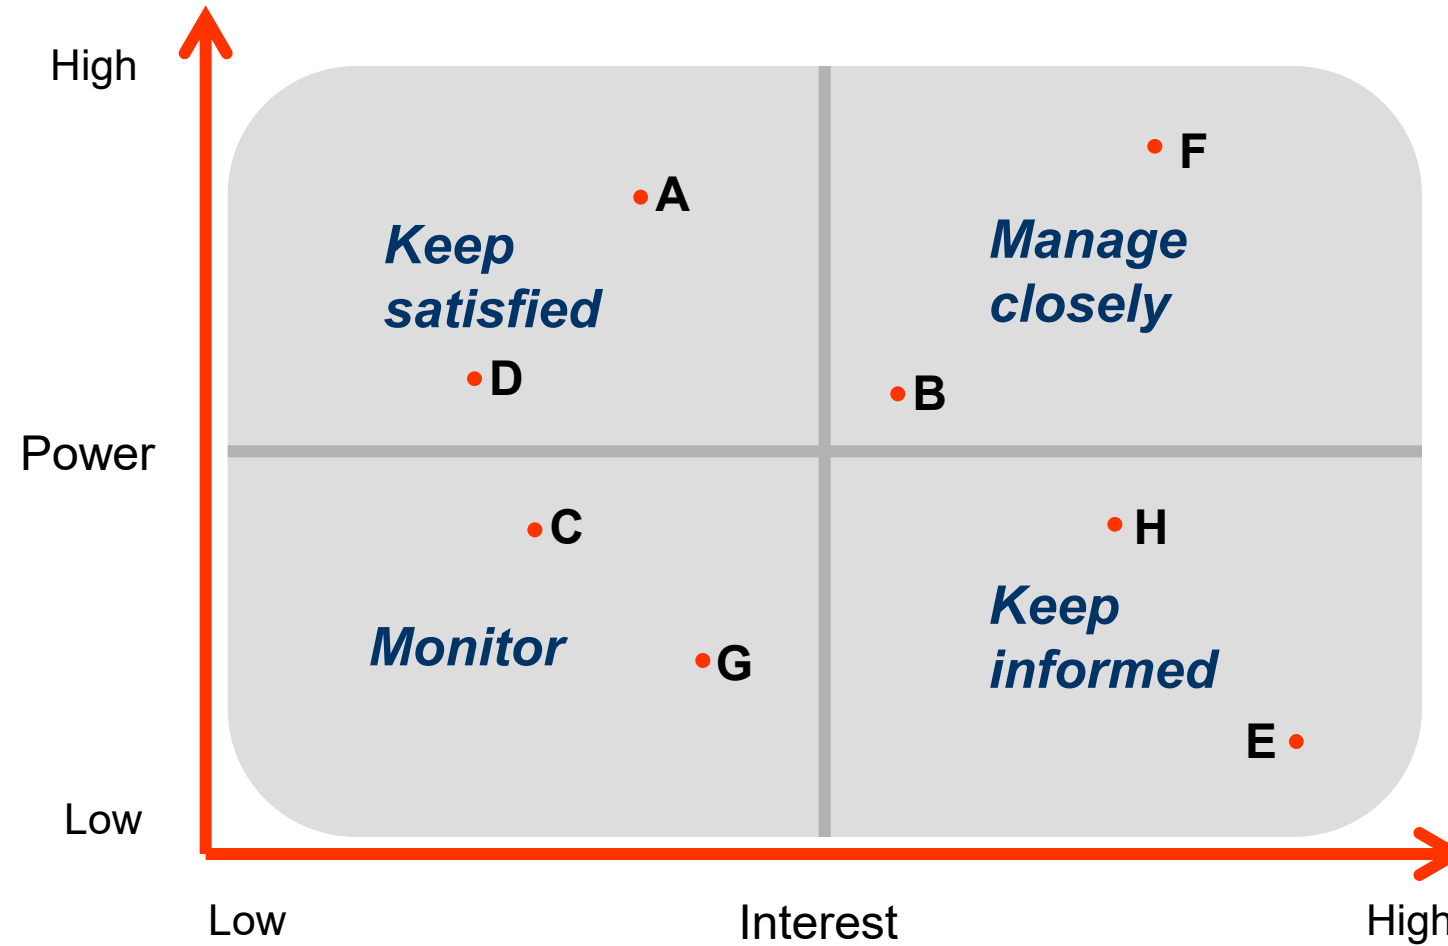 High
F
A
Keep
satisfied
Manage
closely
D
B
Power
C
H
Monitor
G
Keep
informed
E
Low
Low
Interest
High